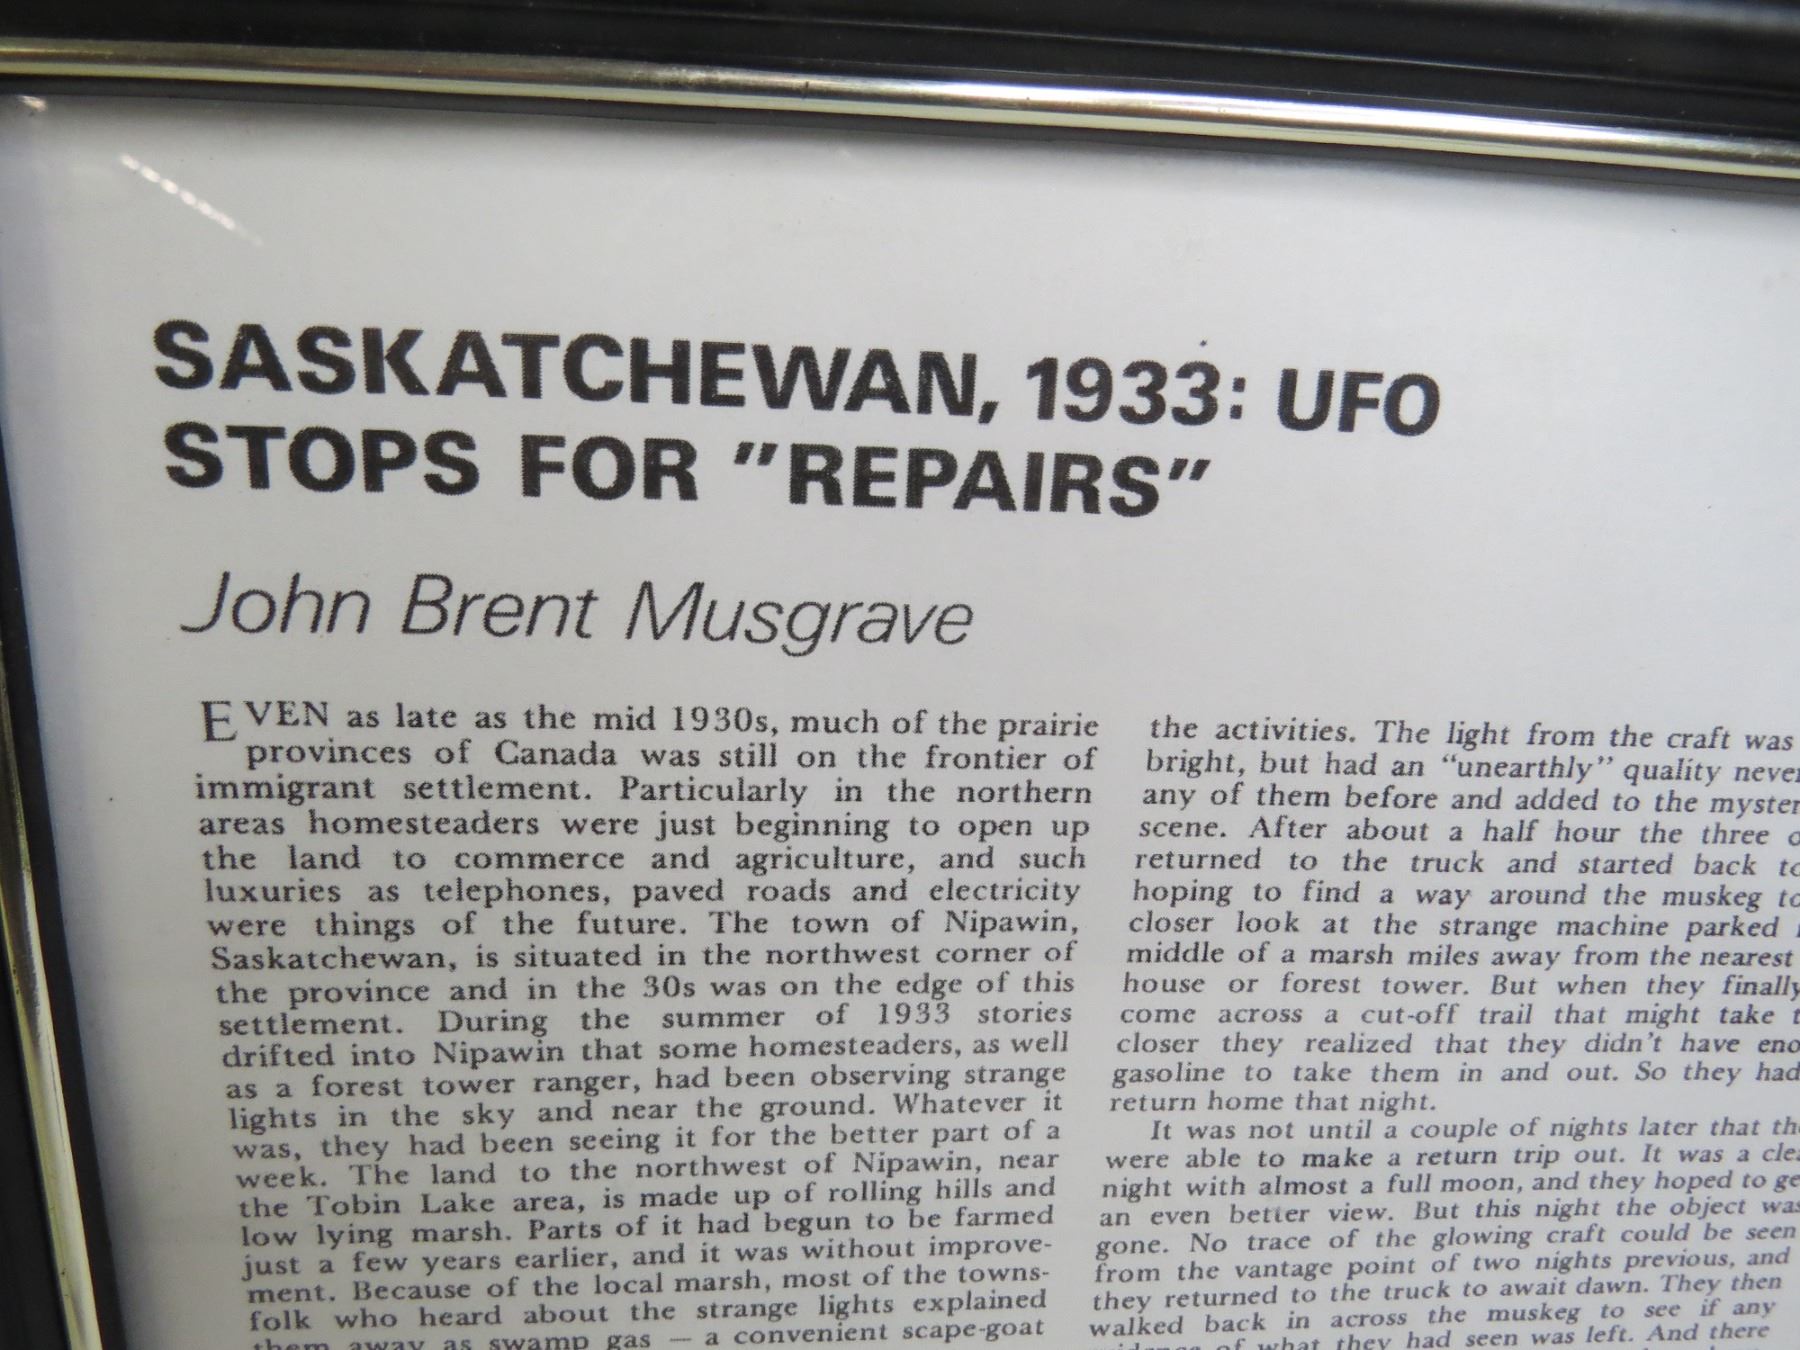 SASKATCHEWAN, 1933: UFO
STOPS FOR "REPAIRS"
John Brent Musgrave
EVEN as late as the mid 1930s, much of the prairie
provinces of Canada was still on the frontier of
immigrant settlement. Particularly in the northern
areas homesteaders were just beginning to open up
the land to commerce and agriculture, and such
luxuries as telephones, paved roads and electricity
were things of the future. The town of Nipawin,
Saskatchewan, is situated in the northwest corner of
the province and in the 30s was on the edge of this
settlement. During the summer of 1933 stories
drifted into Nipawin that some homesteaders, as well
as a forest tower ranger, had been observing strange
lights in the sky and near the ground. Whatever it
was, they had been seeing it for the better part of a
week. The land to the northwest of Nipawin, near
the Tobin Lake area, is made up of rolling hills and
low lying marsh. Parts of it had begun to be farmed
just a few years earlier, and it was without improve-
ment. Because of the local marsh, most of the towns-
folk who heard about the strange lights explained
them away as swamp gas — a convenient scape-goat
the activities. The light from the craft was
bright, but had an "unearthly" quality
any of them before and added to the
scene. After about a half hour the three
returned to the truck and started back
hoping to find a way around the muskeg
closer look at the strange machine parked
middle of a marsh miles away from the nearest
house or forest tower. But when they finally
come across a cut-off trail that might take
closer they realized that they didn't have
gasoline to take them in and out. So they had
return home that night.
It was not until a couple of nights later that
were able to make a return trip out. It was a
night with almost a full moon, and they hoped to
an even better view. But this night the object was
gone. No trace of the glowing craft could be seen
from the vantage point of two nights previous, and
they returned to the truck to await dawn. They then
walked back in across the muskeg to see if any
of what they had seen was left. And there